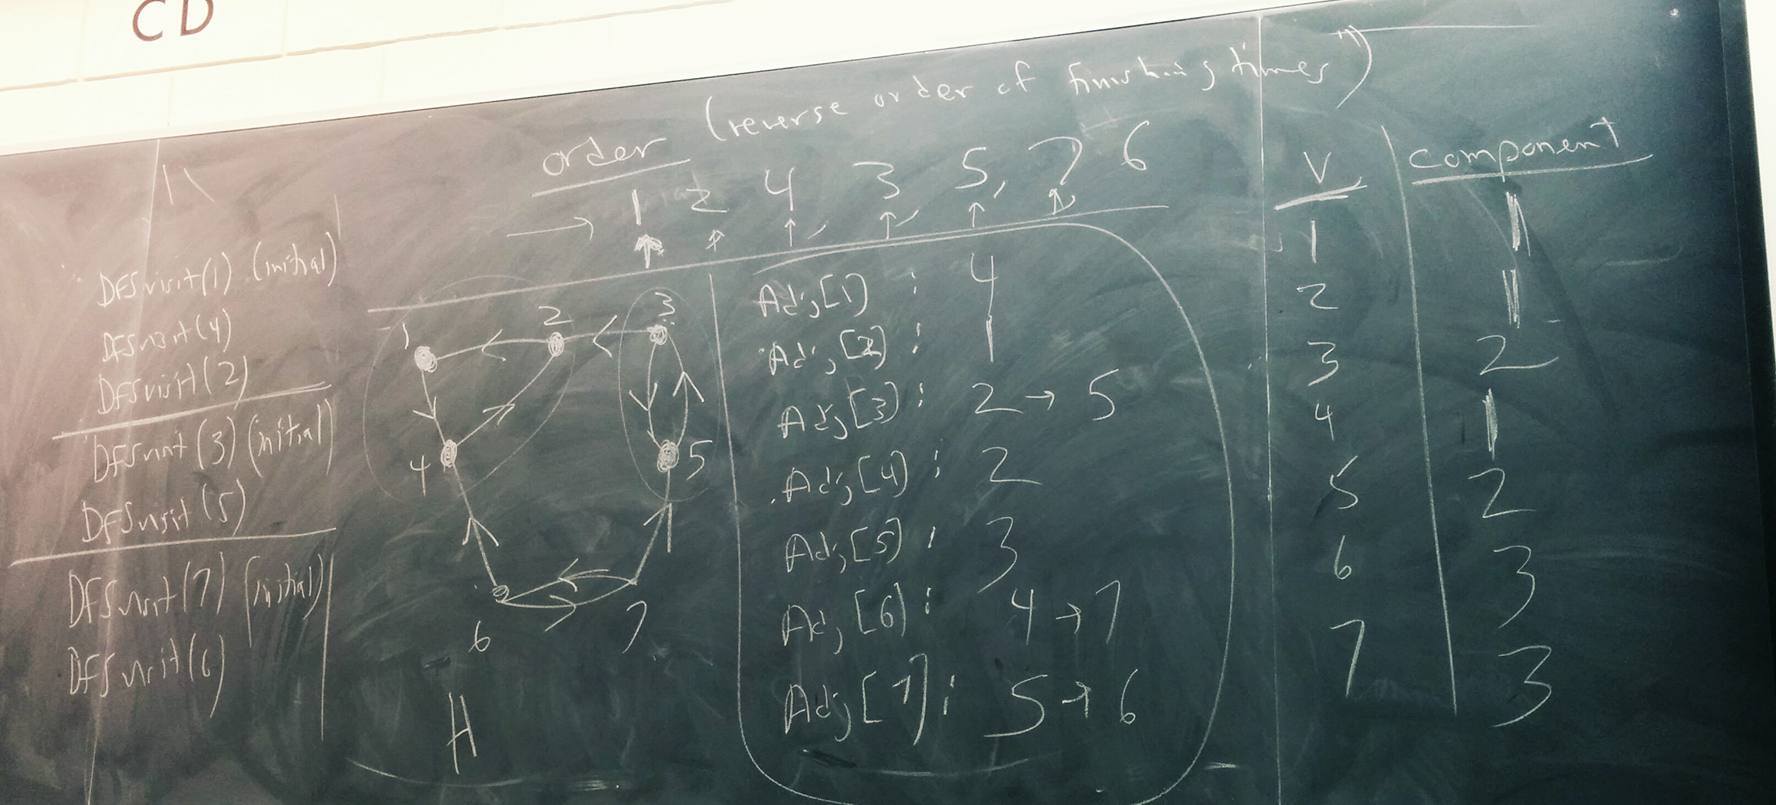 CD
order (reverse order of finishing times)
→ 1 2 4 3 5, 7 6
DFSvisit(1) (initial)
DFSvisit(4)
DFSvisit(2)
DFSvisit(3) (initial)
DFSvisit(5)
DFSvisit(7) (initial)
DFSvisit(6)
1 2 3
4 5
6 7
H
Adj[1] : 4
Adj[2] : 1
Adj[3] : 2 → 5
Adj[4] : 2
Adj[5] : 3
Adj[6] : 4 → 7
Adj[7] : 5 → 6
V component
1 1
2 1
3 2
4 1
5 2
6 3
7 3